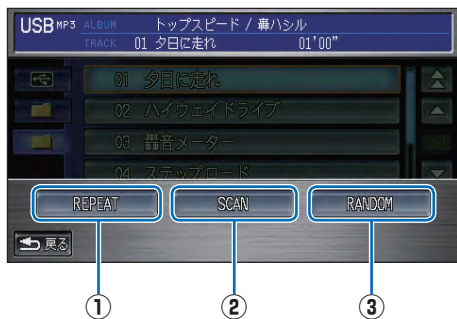 USB MP3 ALBUM トップスピード / 轟ハシル
TRACK 01 夕日に走れ 01'00”
01 夕日に走れ
02 ハイウェイドライブ
03 轟音メーター
04 ステップロード
REPEAT SCAN RANDOM
戻る
① ② ③